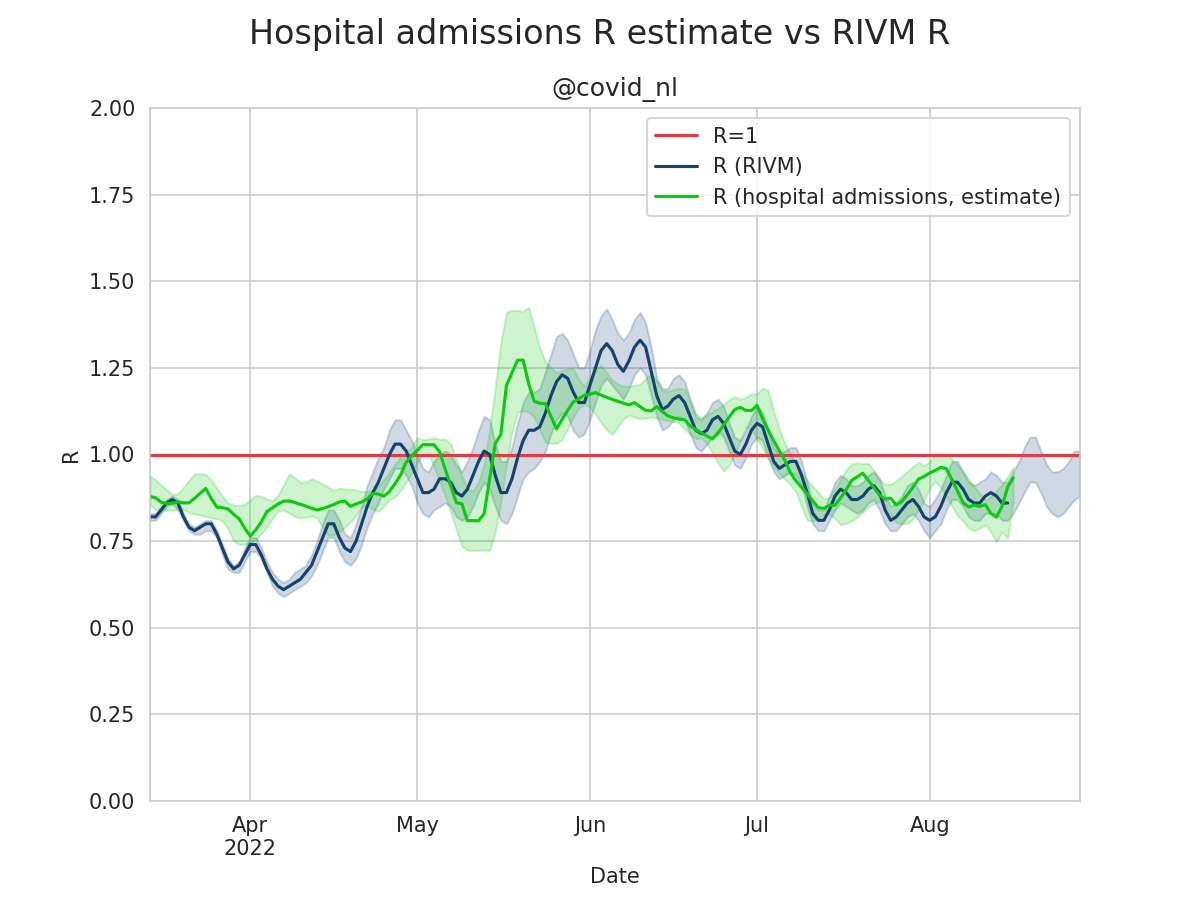 Hospital admissions R estimate vs RIVM R
@covid_nl
2.00
1.75
1.50
1.25
1.00
0.75
0.50
0.25
0.00
R
R=1
R (RIVM)
R (hospital admissions, estimate)
Apr May Jun Jul Aug
2022
Date